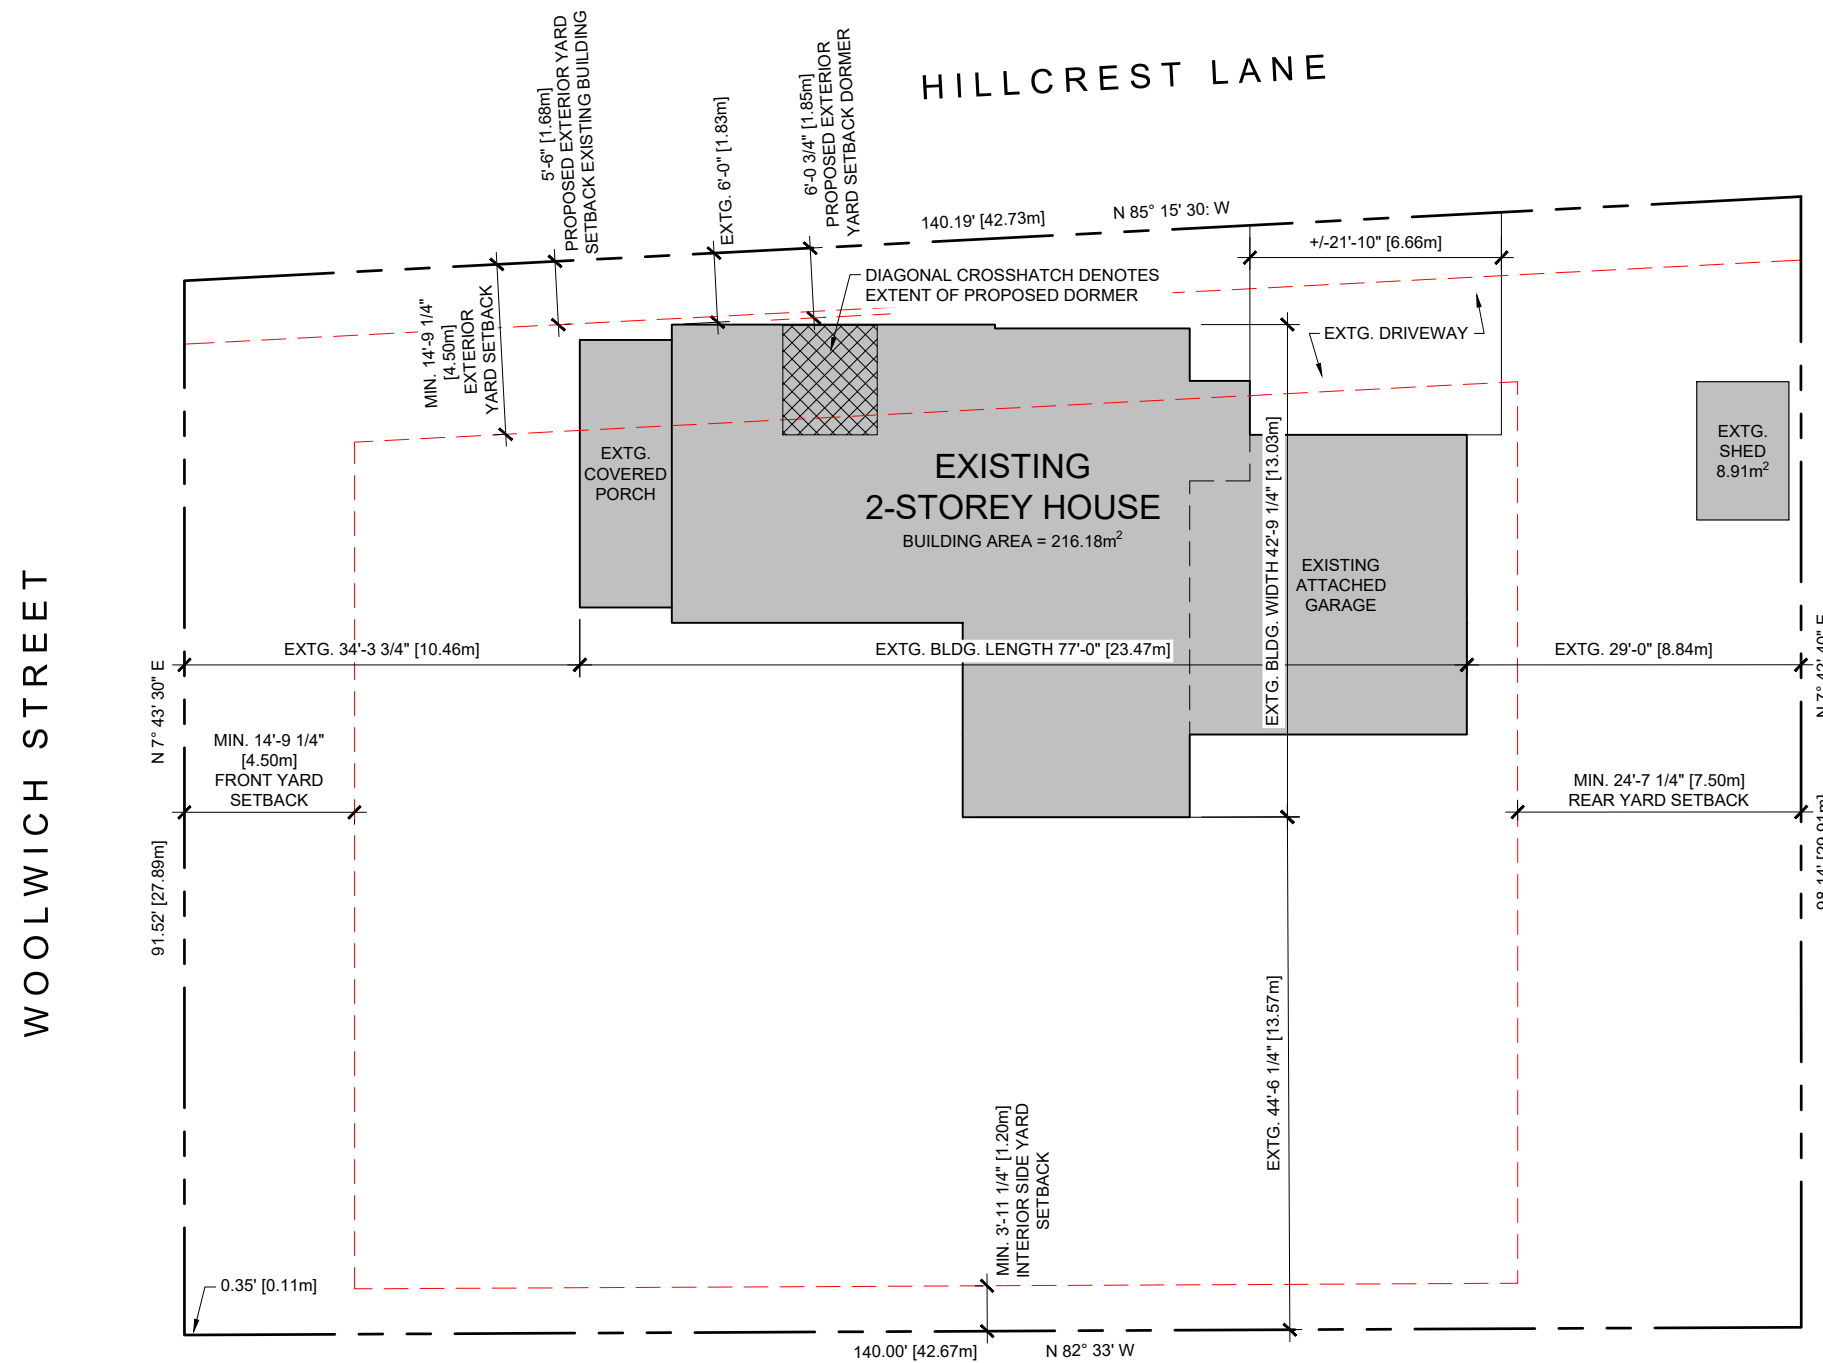 HILLCREST LANE
5'-6" [1.68m]
PROPOSED EXTERIOR YARD
SETBACK EXISTING BUILDING
EXTG. 6'-0" [1.83m]
6'-0 3/4" [1.85m]
PROPOSED EXTERIOR
YARD SETBACK DORMER
140.19' [42.73m]
N 85° 15' 30: W
+/-21'-10" [6.66m]
DIAGONAL CROSSHATCH DENOTES
EXTENT OF PROPOSED DORMER
MIN. 14'-9 1/4"
[4.50m]
EXTERIOR
YARD SETBACK
EXTG. DRIVEWAY
EXTG.
COVERED
PORCH
EXISTING
2-STOREY HOUSE
BUILDING AREA = 216.18m²
EXTG. BLDG. WIDTH 42'-9 1/4" [13.03m]
EXISTING
ATTACHED
GARAGE
EXTG.
SHED
8.91m²
WOOLWICH STREET
N 7° 43' 30" E
EXTG. 34'-3 3/4" [10.46m]
EXTG. BLDG. LENGTH 77'-0" [23.47m]
EXTG. 29'-0" [8.84m]
N 7° 42' 40" E
MIN. 14'-9 1/4"
[4.50m]
FRONT YARD
SETBACK
MIN. 24'-7 1/4" [7.50m]
REAR YARD SETBACK
91.52' [27.89m]
98.14' [29.91m]
EXTG. 44'-6 1/4" [13.57m]
MIN. 3'-11 1/4" [1.20m]
INTERIOR SIDE YARD
SETBACK
0.35' [0.11m]
140.00' [42.67m]
N 82° 33' W